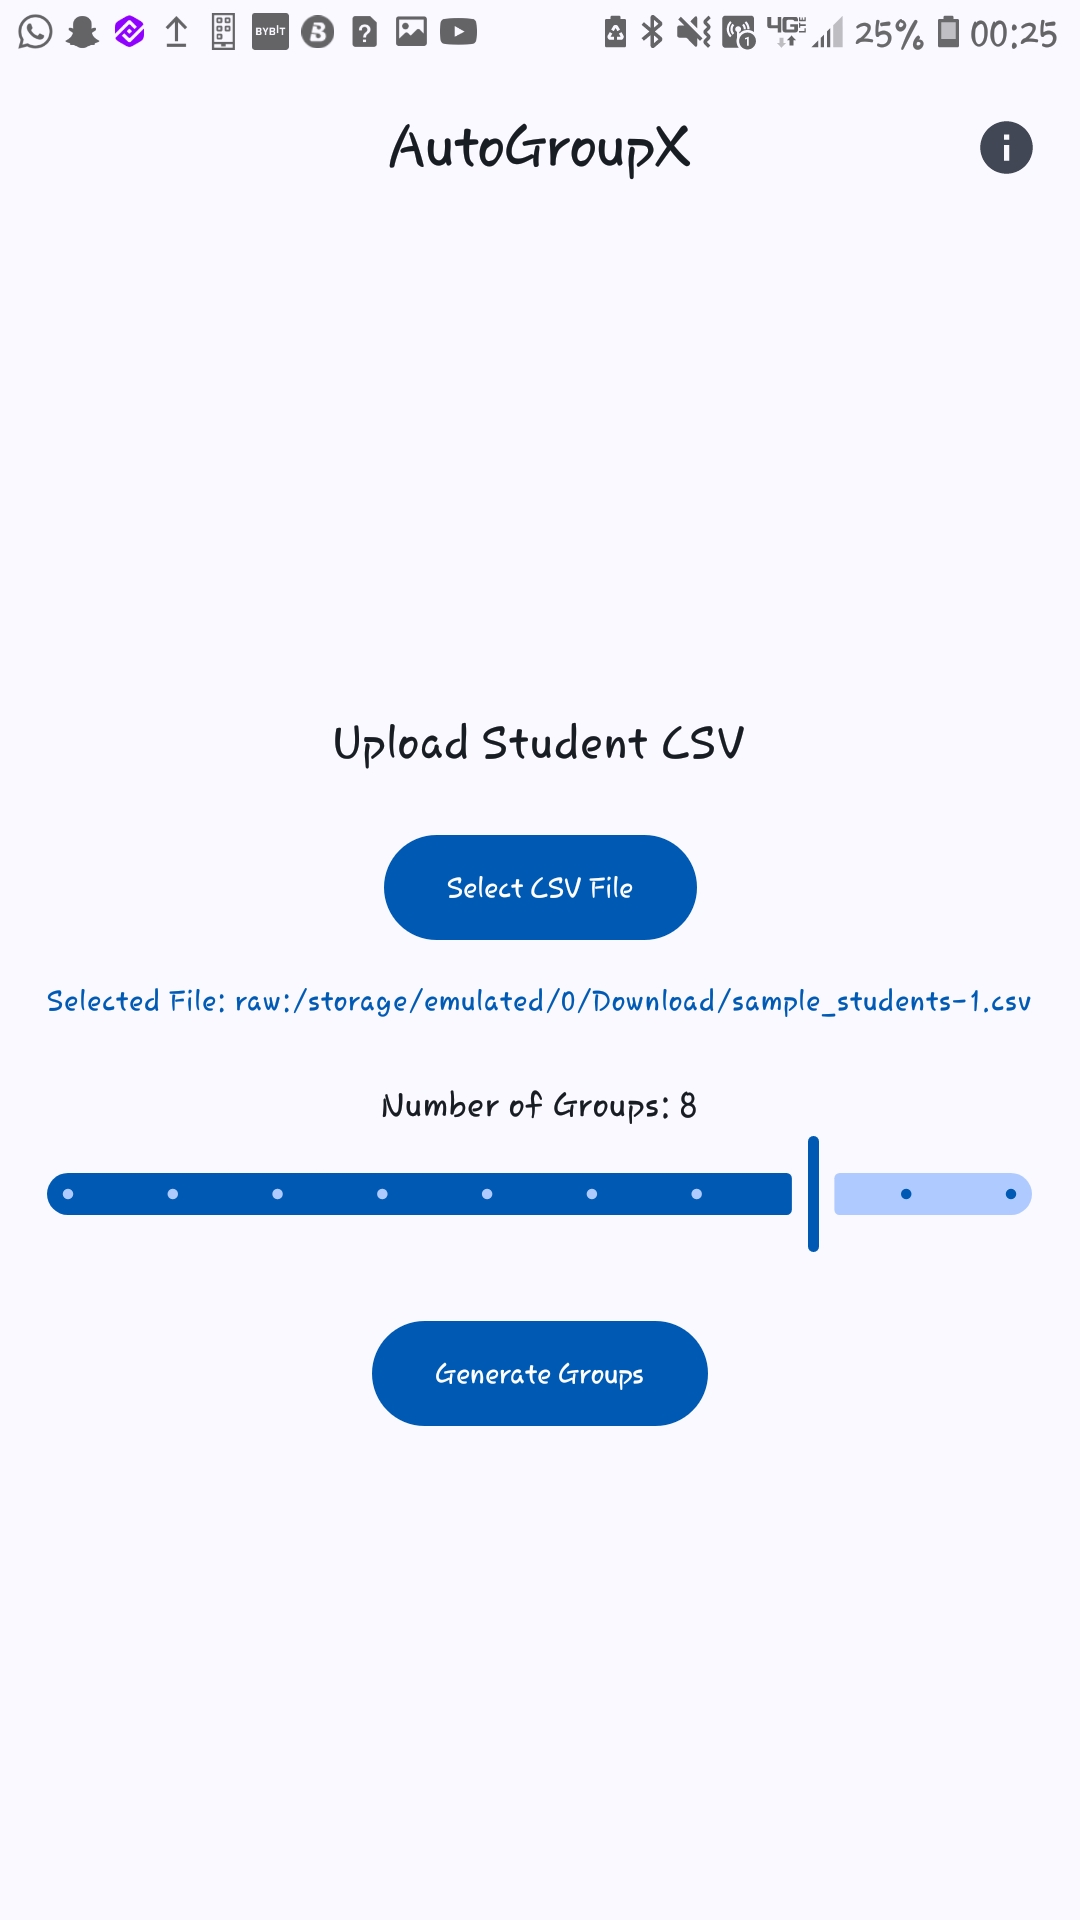 BYBIT
1
4G LTE
25%
00:25
AutoGroupX
Upload Student CSV
Select CSV File
Selected File: raw:/storage/emulated/0/Download/sample_students-1.csv
Number of Groups: 8
Generate Groups